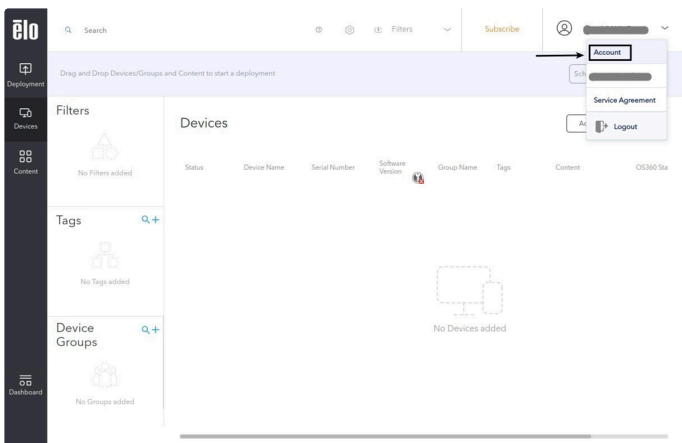 ēlo
Search
Filters
Subscribe
Account
Deployment
Drag and Drop Devices/Groups and Content to start a deployment
Sch
Service Agreement
Logout
Devices
Filters
Devices
Ad
Content
No Filters added
Status
Device Name
Serial Number
Software
Version
Group Name
Tags
Content
OS360 Sta
Tags
No Tags added
Device
Groups
No Devices added
Dashboard
No Groups added